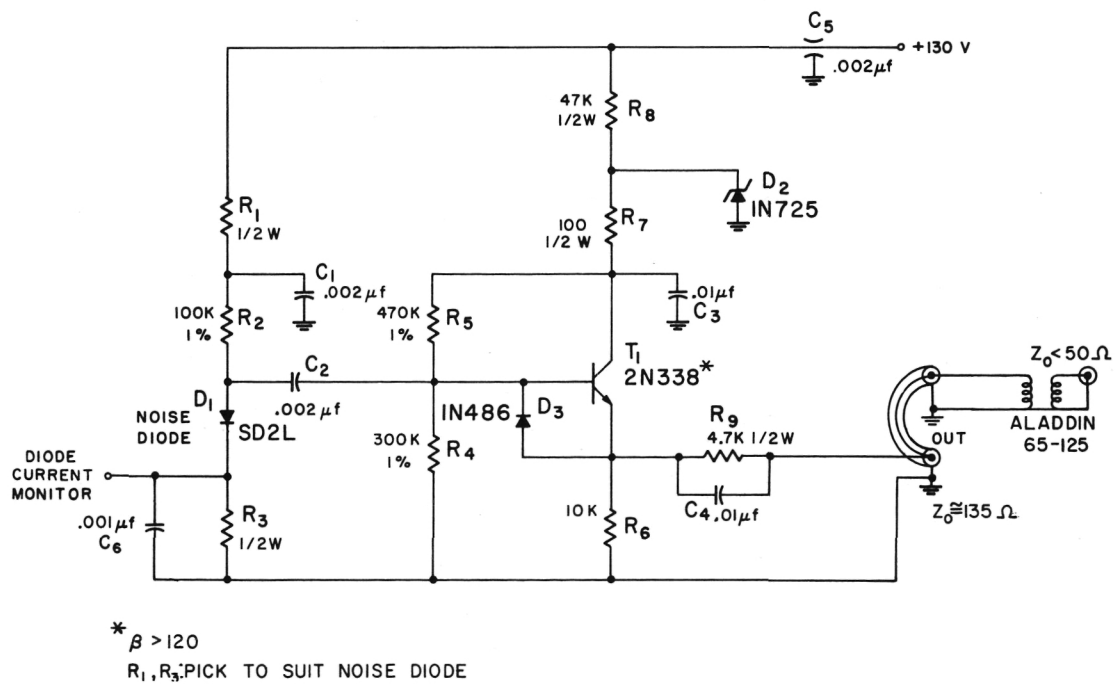 C5
+130 V
.002µf
47K
1/2W
R8
D2
IN725
R1
1/2 W
R7
100
1/2 W
C1
.002µf
100K
1%
R2
470K
1%
R5
.01µf
C3
T1
2N338*
Z0<50Ω
C2
.002µf
D1
NOISE
DIODE
SD2L
IN486
D3
R9
4.7K 1/2W
OUT
ALADDIN
65-125
DIODE
CURRENT
MONITOR
300K
1%
R4
C4 .01µf
.001µf
C6
R3
1/2W
10K
R6
Z0≅135Ω
* β >120
R1, R3: PICK TO SUIT NOISE DIODE